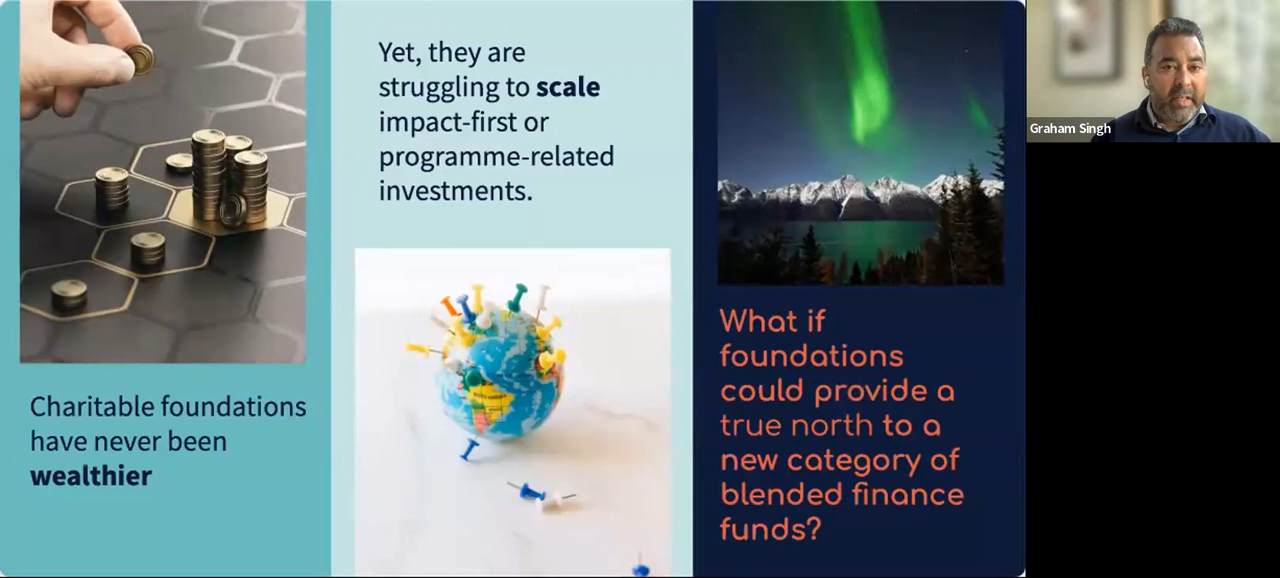 Yet, they are
struggling to scale
impact-first or
programme-related
investments.
Charitable foundations
have never been
wealthier
What if
foundations
could provide a
true north to a
new category of
blended finance
funds?
Graham Singh